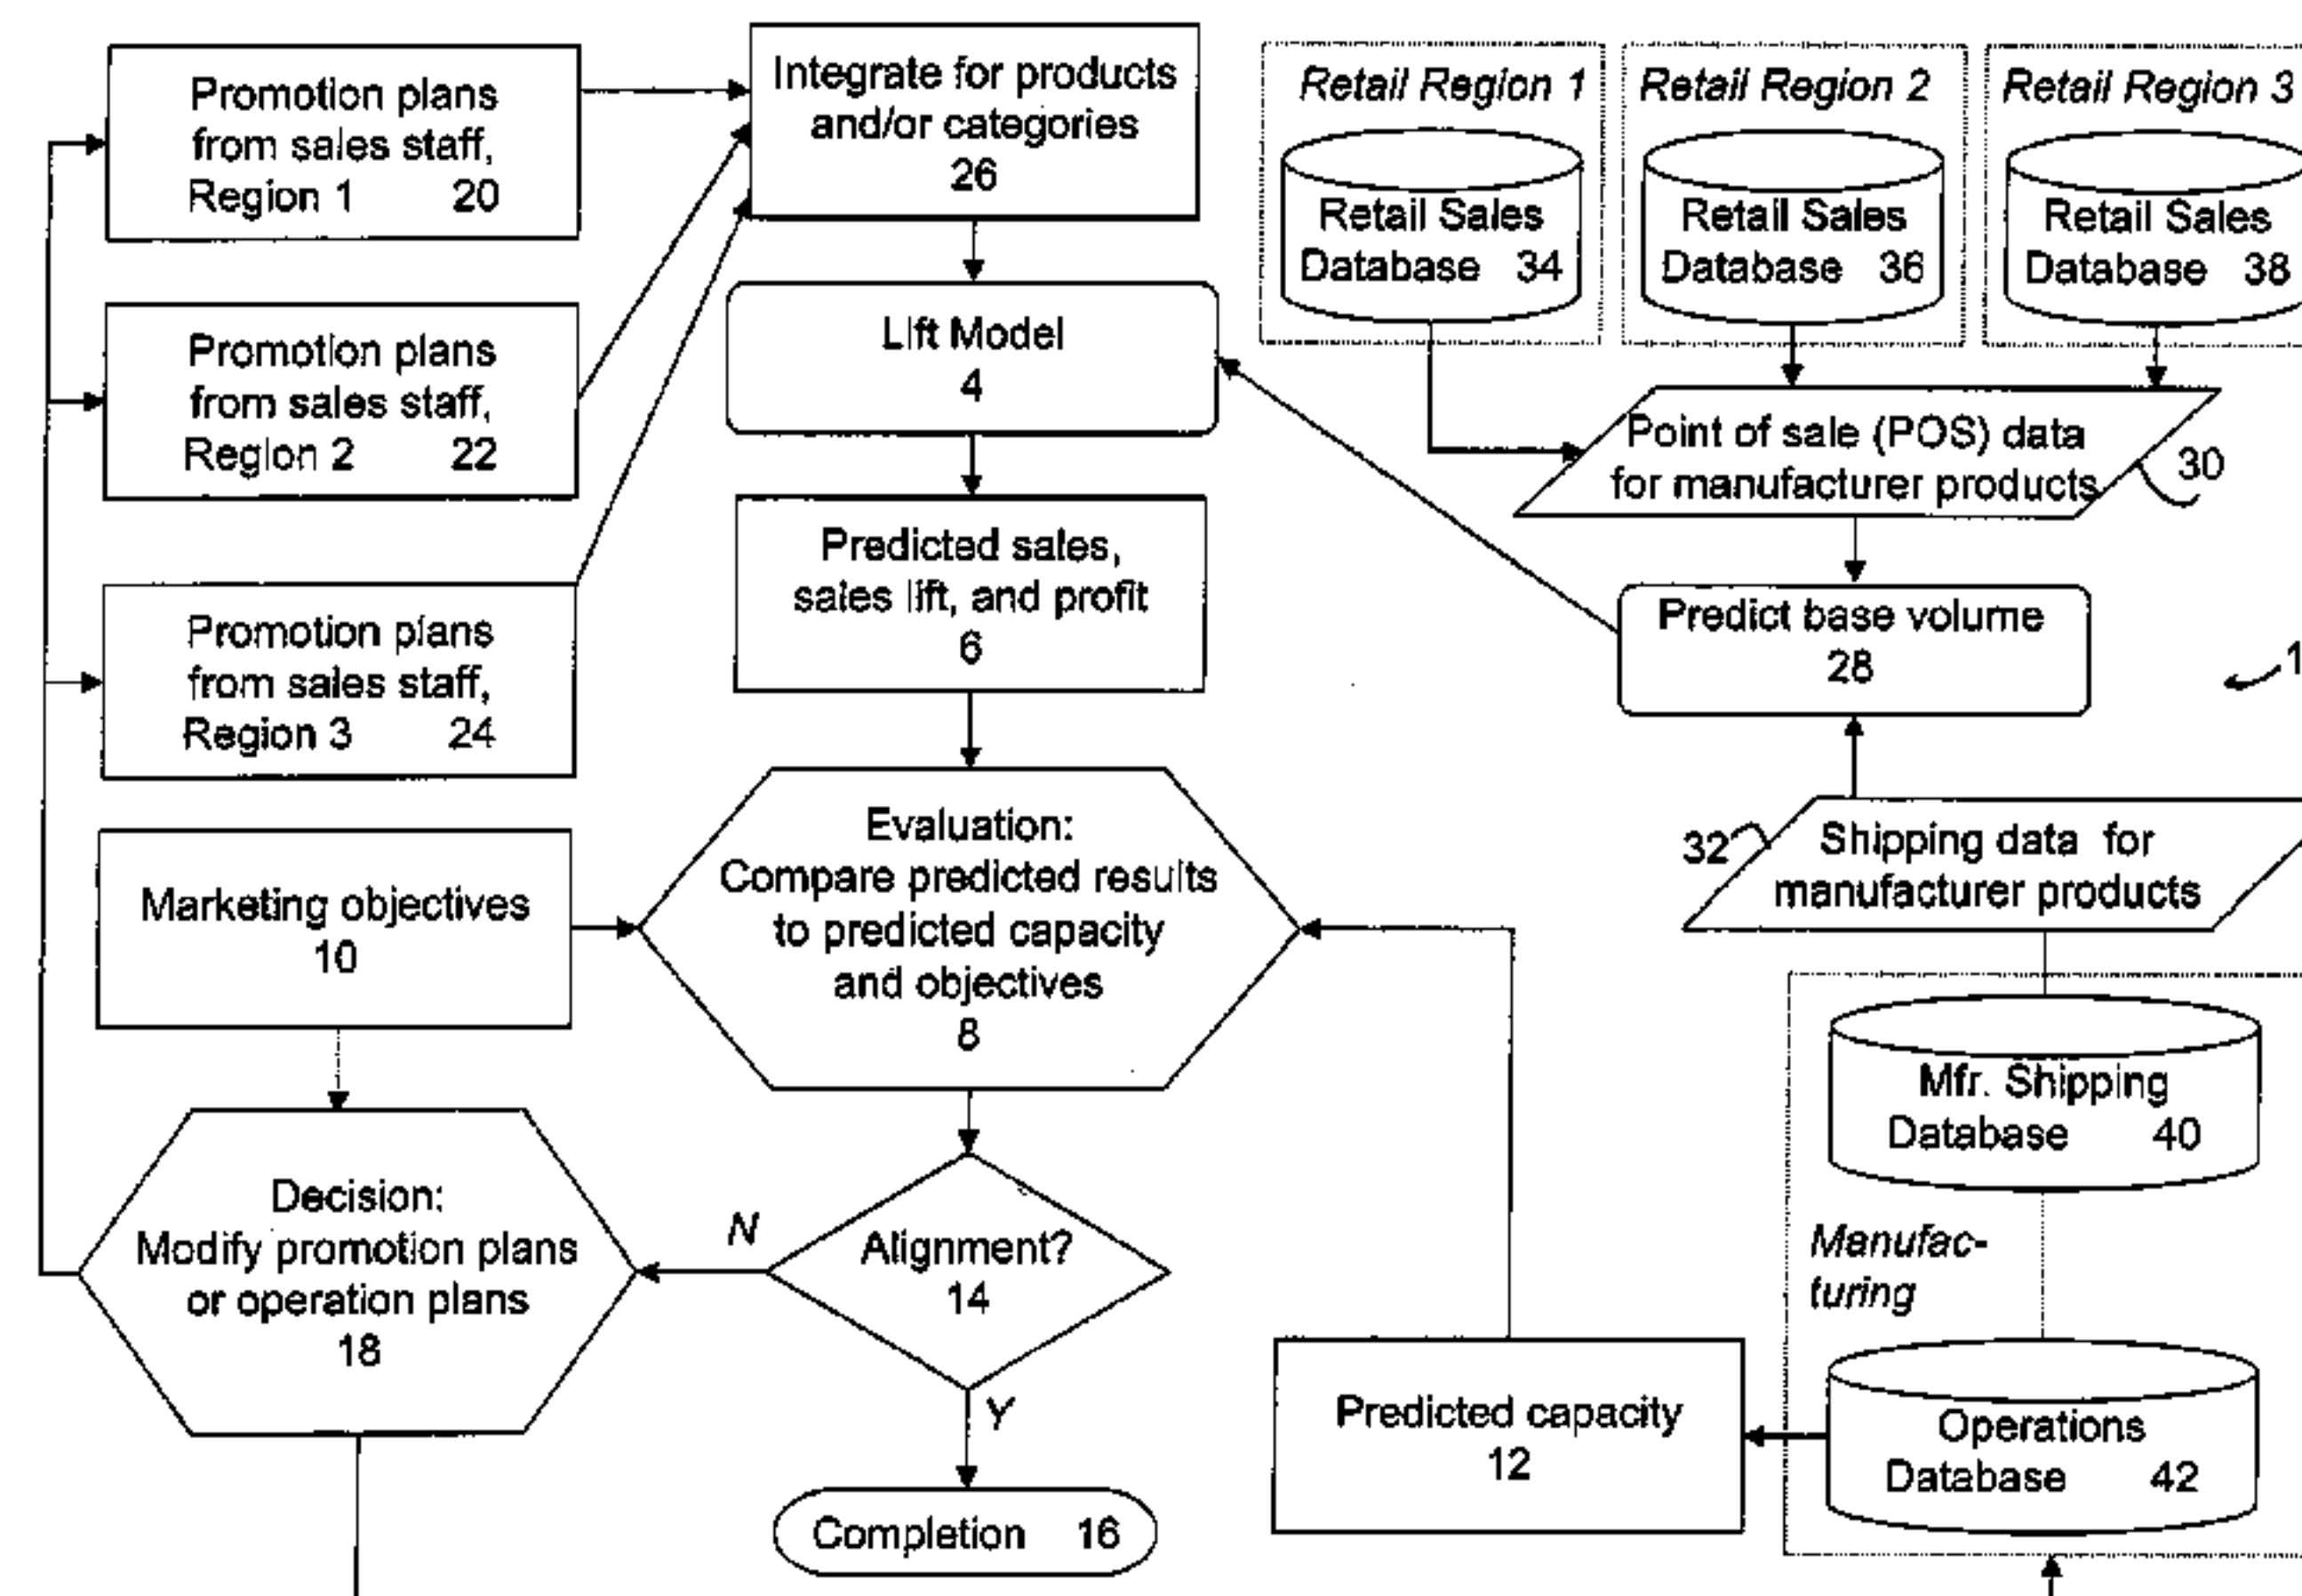 Promotion plans
from sales staff,
Region 1 20
Integrate for products
and/or categories
26
Retail Region 1
Retail Sales
Database 34
Retail Region 2
Retail Sales
Database 36
Retail Region 3
Retail Sales
Database 38
Promotion plans
from sales staff,
Region 2 22
Lift Model
4
Point of sale (POS) data
for manufacturer products
30
Predicted sales,
sales lift, and profit
6
Predict base volume
28
1
Promotion plans
from sales staff,
Region 3 24
Marketing objectives
10
Evaluation:
Compare predicted results
to predicted capacity
and objectives
8
32
Shipping data for
manufacturer products
Mfr. Shipping
Database 40
Decision:
Modify promotion plans
or operation plans
18
N
Alignment?
14
Y
Completion 16
Predicted capacity
12
Manufac-
turing
Operations
Database 42